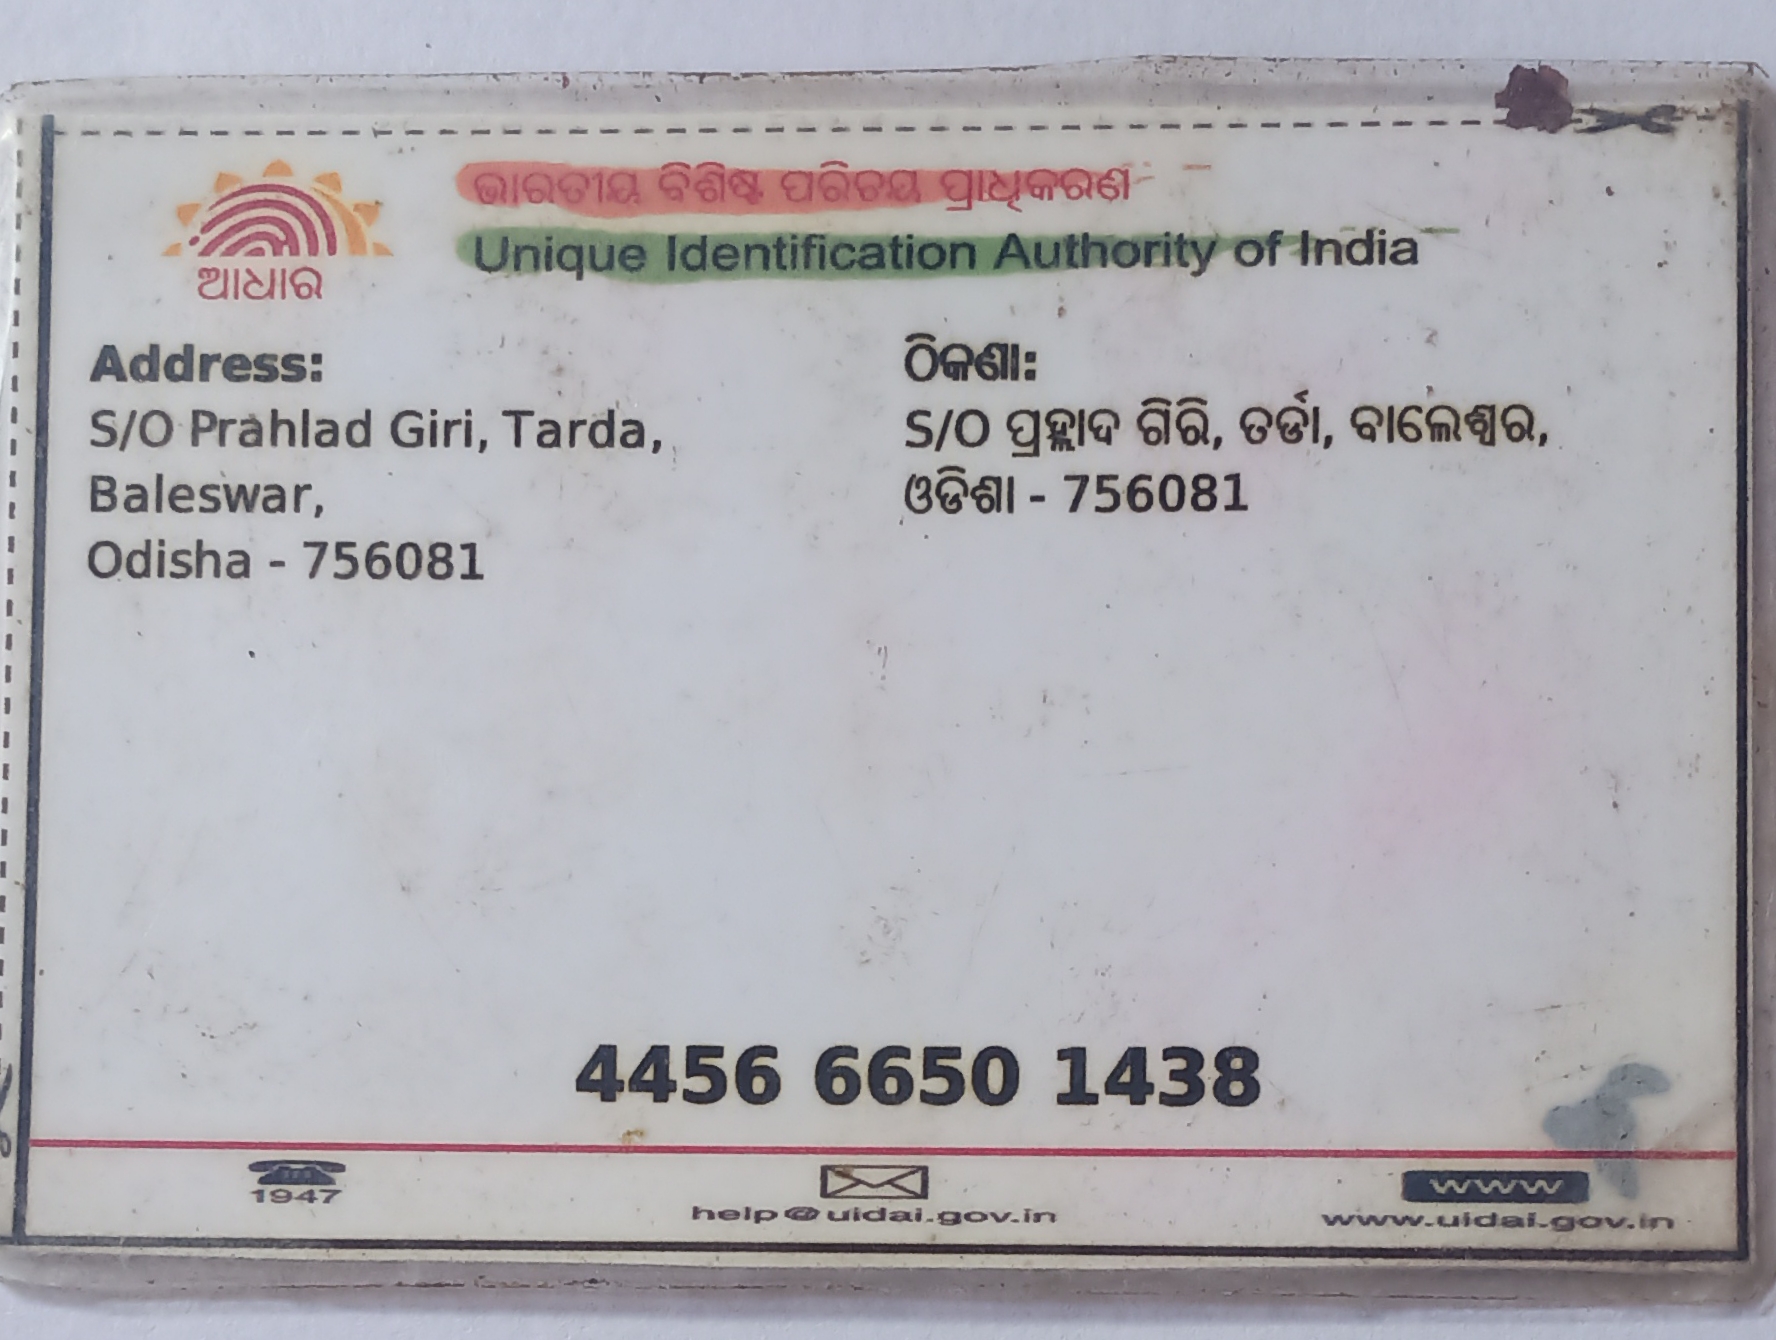 ଭାରତୀୟ ବିଶିଷ୍ଟ ପରିଚୟ ପ୍ରାଧିକରଣ
Unique Identification Authority of India
ଆଧାର
Address:
S/O Prahlad Giri, Tarda,
Baleswar,
Odisha - 756081
ଠିକଣା:
S/O ପ୍ରହ୍ଲାଦ ଗିରି, ତର୍ଡା, ବାଲେଶ୍ୱର,
ଓଡିଶା - 756081
4456 6650 1438
1947
help@uidai.gov.in
WWW
www.uidai.gov.in